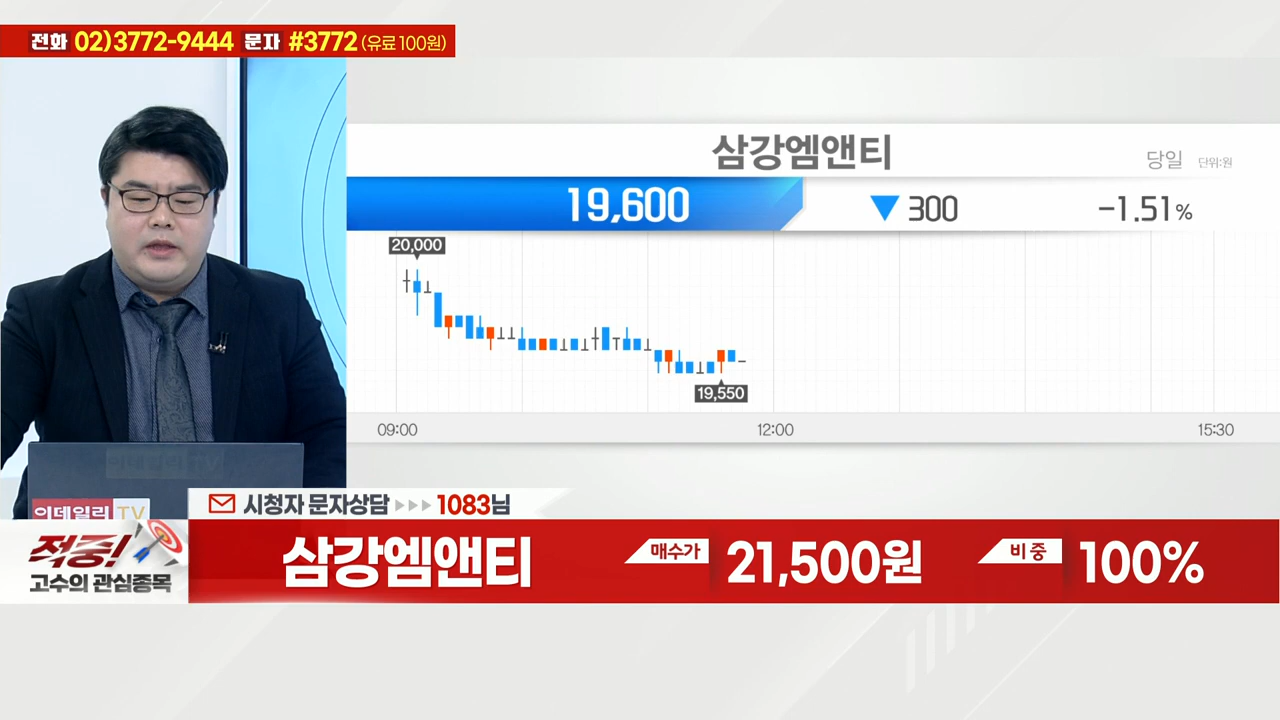 전화 02)3772-9444 문자 #3772 (유료 100원)
삼강엠앤티
당일 단위:원
19,600 ▼ 300 -1.51%
20,000
19,550
09:00 12:00 15:30
이데일리TV
시청자 문자상담 ▶▶▶ 1083님
적중!
고수의 관심종목
삼강엠앤티 매수가 21,500원 비중 100%